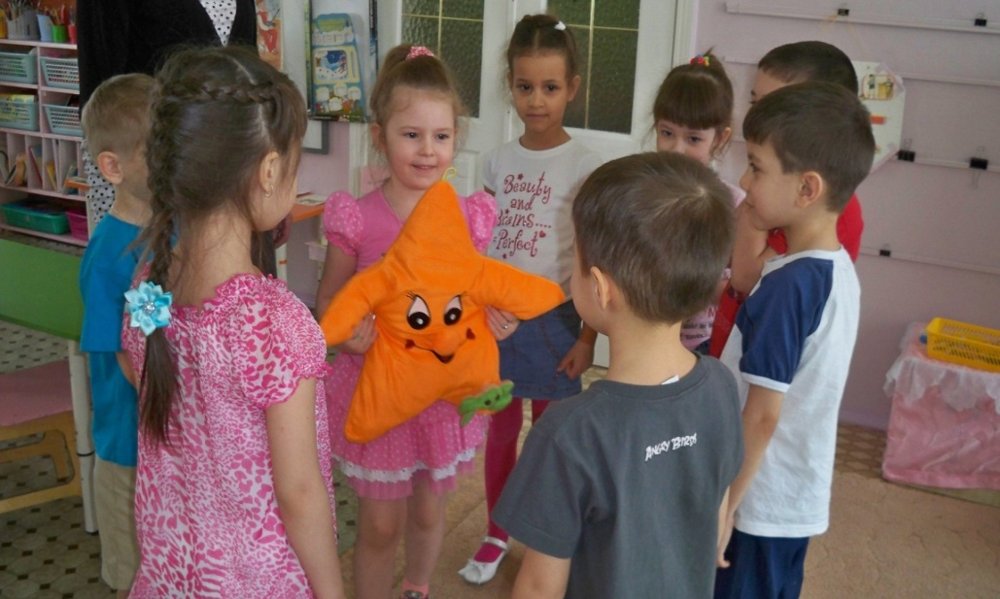 Beauty
and
Brains....
Perfect
ANGRY BIRDS